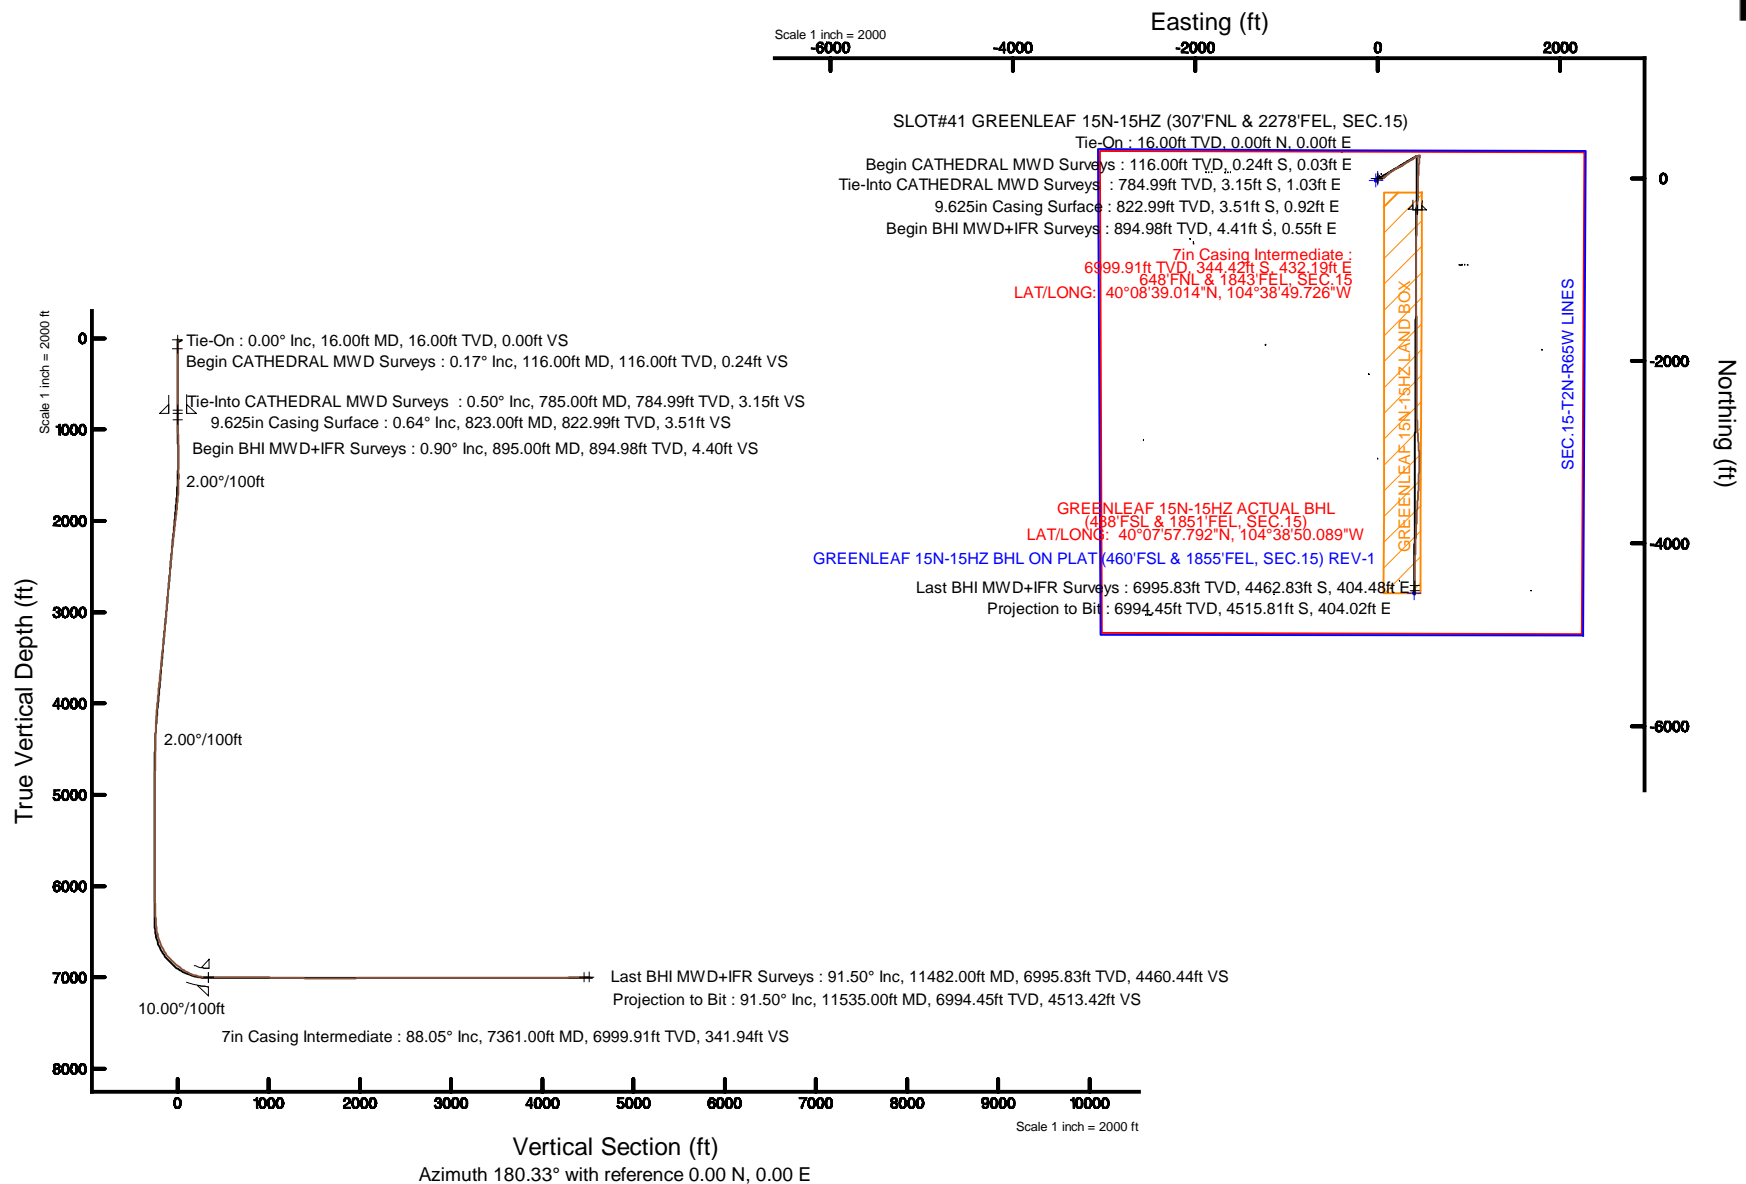 Easting (ft)
Scale 1 inch = 2000
-6000
-4000
-2000
0
2000
SLOT#41 GREENLEAF 15N-15HZ (307'FNL & 2278'FEL, SEC.15)
Tie-On : 16.00ft TVD, 0.00ft N, 0.00ft E
Begin CATHEDRAL MWD Surveys : 116.00ft TVD, 0.24ft S, 0.03ft E
Tie-Into CATHEDRAL MWD Surveys : 784.99ft TVD, 3.15ft S, 1.03ft E
9.625in Casing Surface : 822.99ft TVD, 3.51ft S, 0.92ft E
Begin BHI MWD+IFR Surveys : 894.98ft TVD, 4.41ft S, 0.55ft E
7in Casing Intermediate :
6999.91ft TVD, 344.42ft S, 432.19ft E
648'FNL & 1843'FEL, SEC.15
LAT/LONG: 40°08'39.014"N, 104°38'49.726"W
GREEENLEAF 15N-15HZ LAND BOX
SEC.15-T2N-R65W LINES
GREENLEAF 15N-15HZ ACTUAL BHL
(438'FSL & 1851'FEL, SEC.15)
LAT/LONG: 40°07'57.792"N, 104°38'50.089"W
GREENLEAF 15N-15HZ BHL ON PLAT (460'FSL & 1855'FEL, SEC.15) REV-1
Last BHI MWD+IFR Surveys : 6995.83ft TVD, 4462.83ft S, 404.48ft E
Projection to Bit : 6994.45ft TVD, 4515.81ft S, 404.02ft E
0
-2000
-4000
-6000
Northing (ft)
Scale 1 inch = 2000 ft
True Vertical Depth (ft)
0
1000
2000
3000
4000
5000
6000
7000
8000
Tie-On : 0.00° Inc, 16.00ft MD, 16.00ft TVD, 0.00ft VS
Begin CATHEDRAL MWD Surveys : 0.17° Inc, 116.00ft MD, 116.00ft TVD, 0.24ft VS
Tie-Into CATHEDRAL MWD Surveys : 0.50° Inc, 785.00ft MD, 784.99ft TVD, 3.15ft VS
9.625in Casing Surface : 0.64° Inc, 823.00ft MD, 822.99ft TVD, 3.51ft VS
Begin BHI MWD+IFR Surveys : 0.90° Inc, 895.00ft MD, 894.98ft TVD, 4.40ft VS
2.00°/100ft
2.00°/100ft
Last BHI MWD+IFR Surveys : 91.50° Inc, 11482.00ft MD, 6995.83ft TVD, 4460.44ft VS
Projection to Bit : 91.50° Inc, 11535.00ft MD, 6994.45ft TVD, 4513.42ft VS
10.00°/100ft
7in Casing Intermediate : 88.05° Inc, 7361.00ft MD, 6999.91ft TVD, 341.94ft VS
0
1000
2000
3000
4000
5000
6000
7000
8000
9000
10000
Scale 1 inch = 2000 ft
Vertical Section (ft)
Azimuth 180.33° with reference 0.00 N, 0.00 E